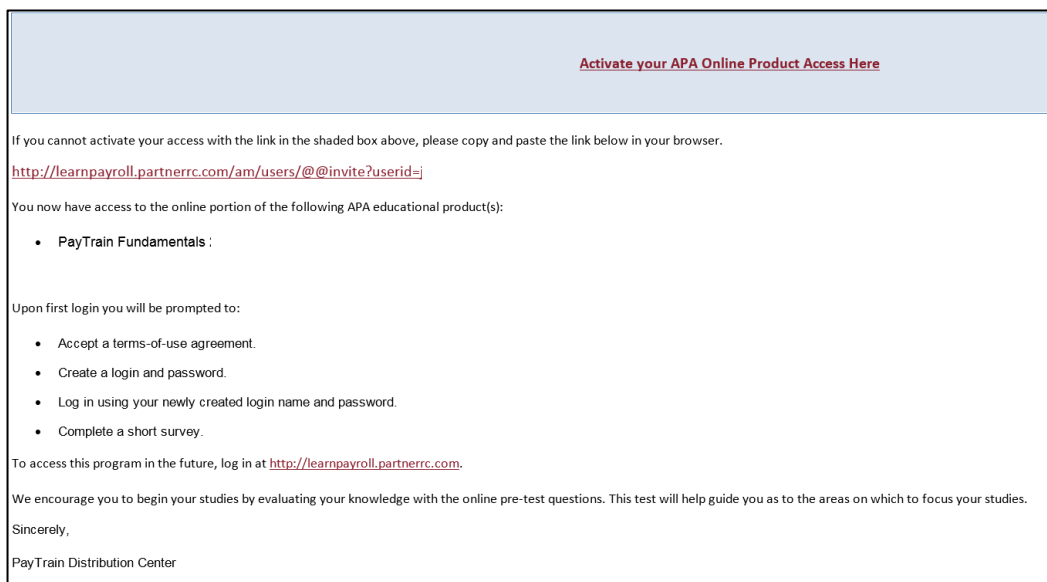 Activate your APA Online Product Access Here
If you cannot activate your access with the link in the shaded box above, please copy and paste the link below in your browser.
http://learnpayroll.partnerrc.com/am/users/@@invite?userid=j
You now have access to the online portion of the following APA educational product(s):
• PayTrain Fundamentals :
Upon first login you will be prompted to:
• Accept a terms-of-use agreement.
• Create a login and password.
• Log in using your newly created login name and password.
• Complete a short survey.
To access this program in the future, log in at http://learnpayroll.partnerrc.com.
We encourage you to begin your studies by evaluating your knowledge with the online pre-test questions. This test will help guide you as to the areas on which to focus your studies.
Sincerely,
PayTrain Distribution Center